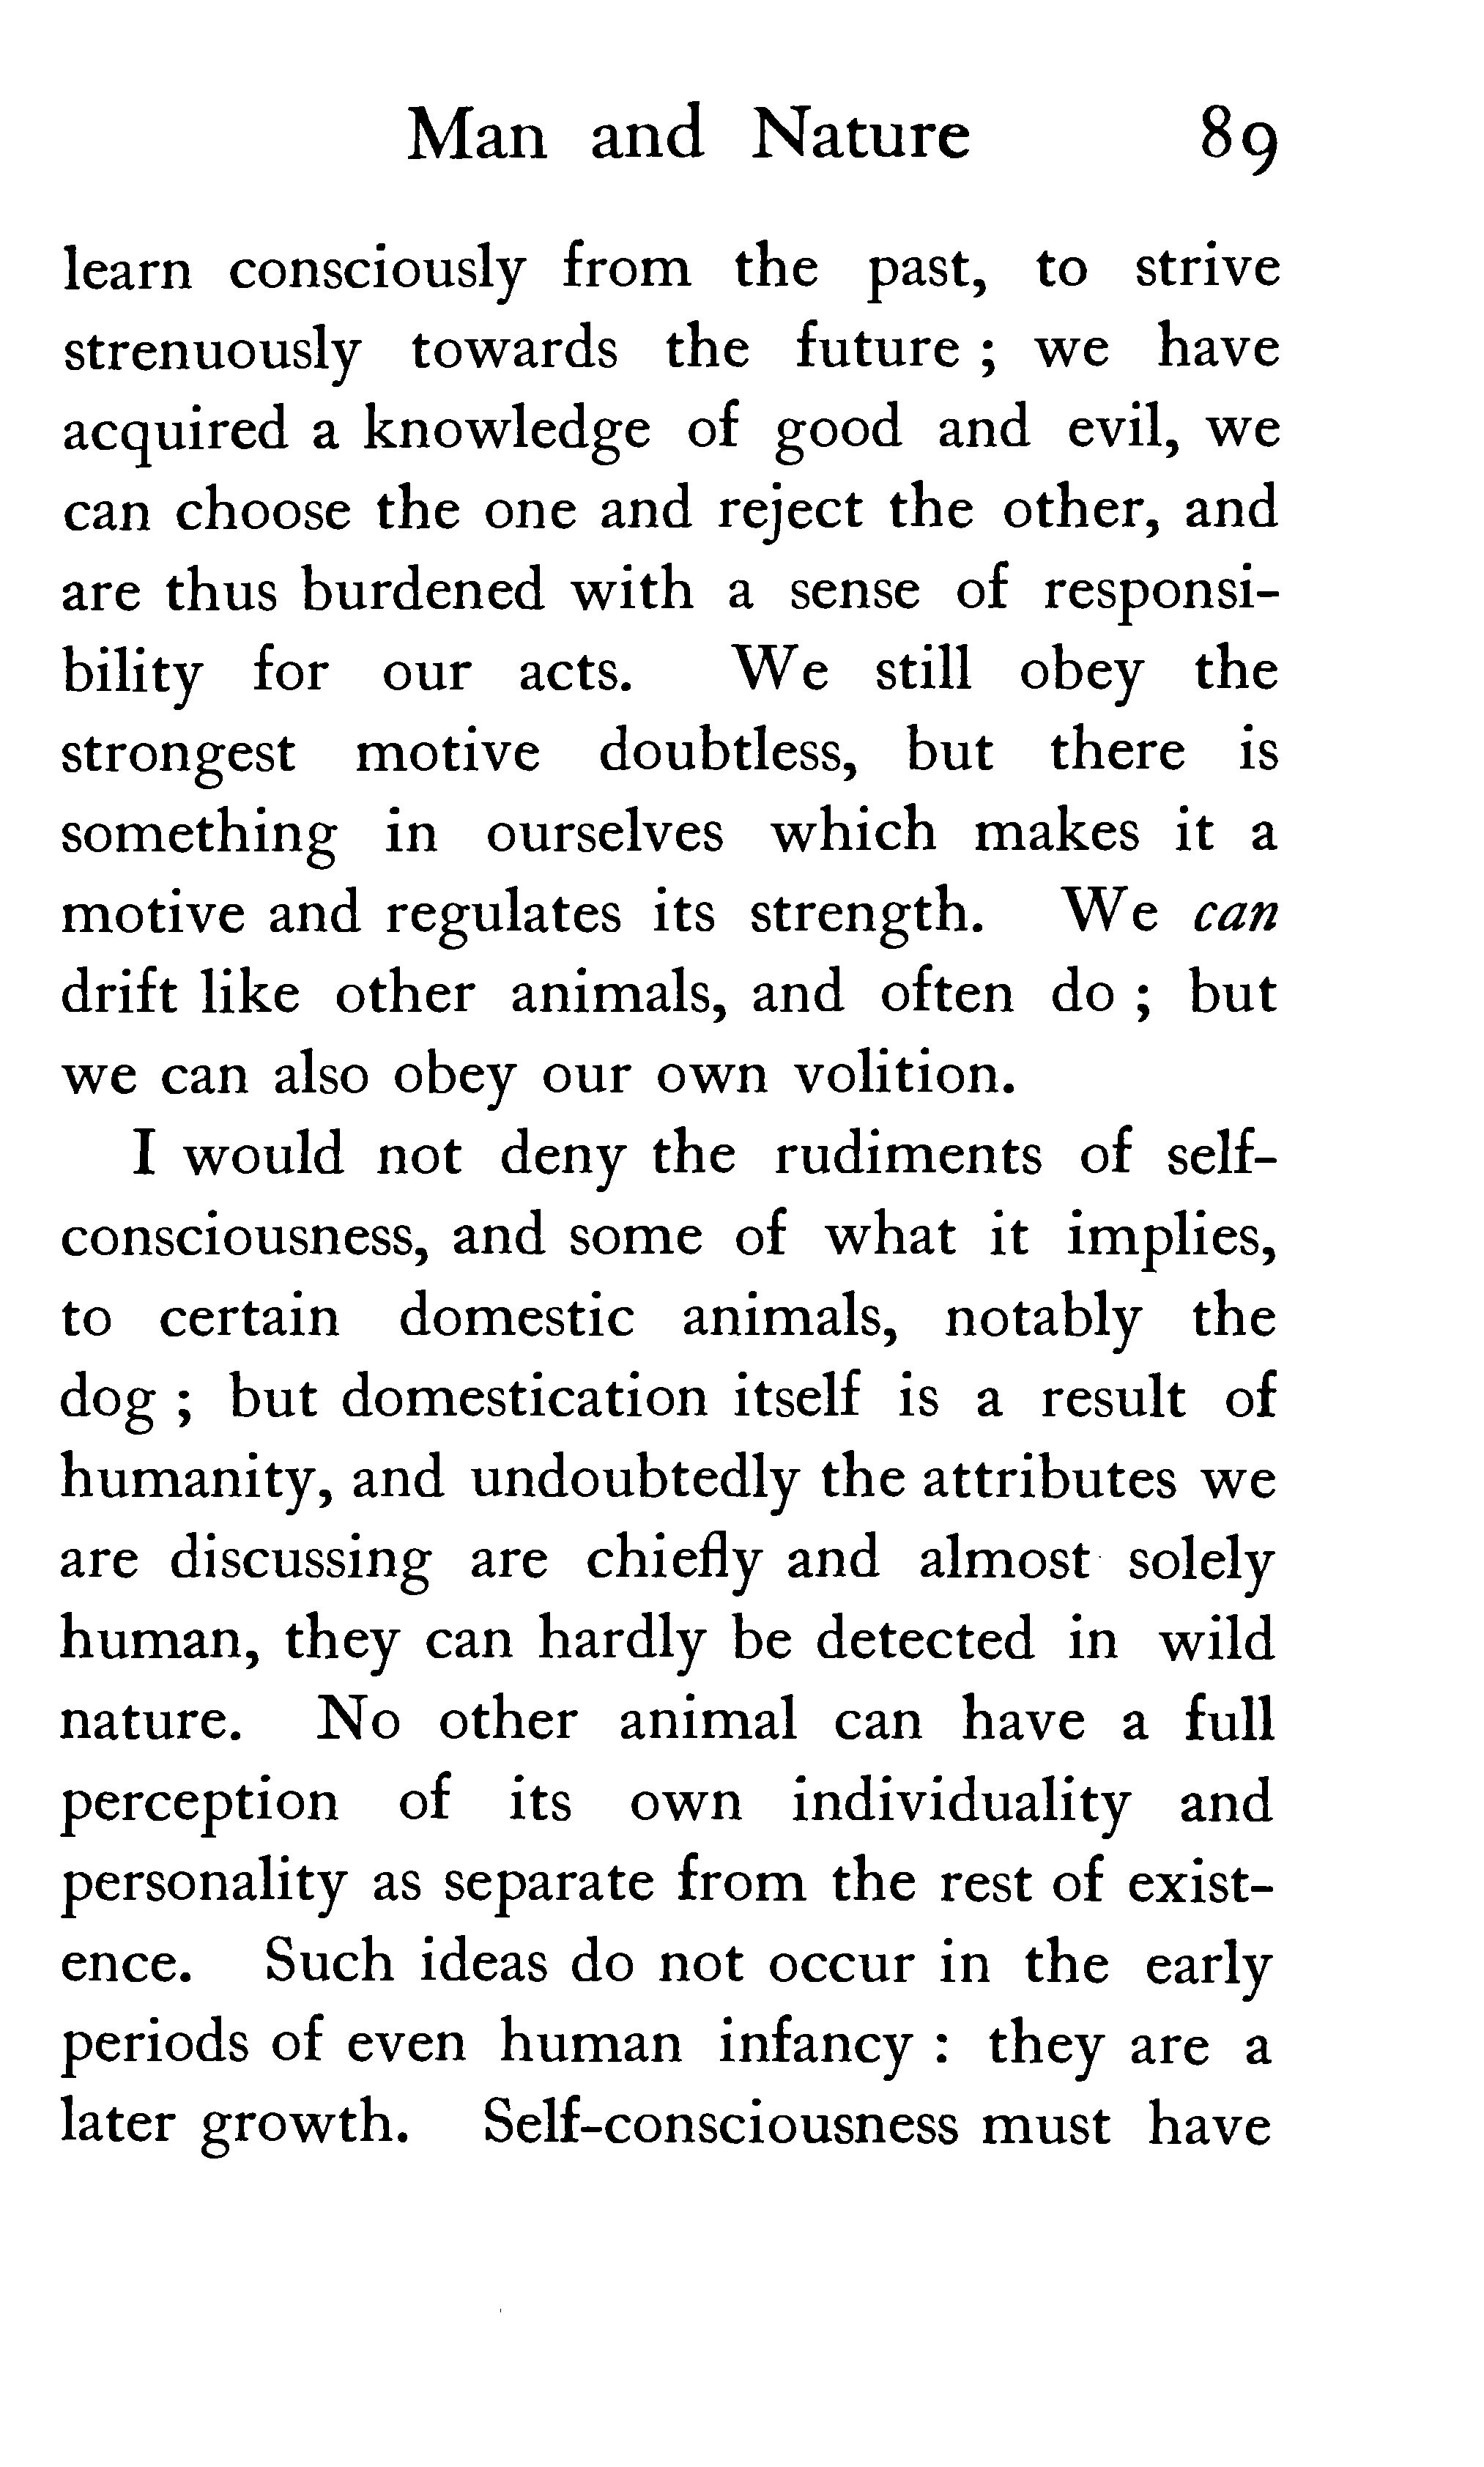 Man and Nature 89
learn consciously from the past, to strive
strenuously towards the future ; we have
acquired a knowledge of good and evil, we
can choose the one and reject the other, and
are thus burdened with a sense of responsi-
bility for our acts. We still obey the
strongest motive doubtless, but there is
something in ourselves which makes it a
motive and regulates its strength. We can
drift like other animals, and often do ; but
we can also obey our own volition.
I would not deny the rudiments of self-
consciousness, and some of what it implies,
to certain domestic animals, notably the
dog ; but domestication itself is a result of
humanity, and undoubtedly the attributes we
are discussing are chiefly and almost solely
human, they can hardly be detected in wild
nature. No other animal can have a full
perception of its own individuality and
personality as separate from the rest of exist-
ence. Such ideas do not occur in the early
periods of even human infancy : they are a
later growth. Self-consciousness must have